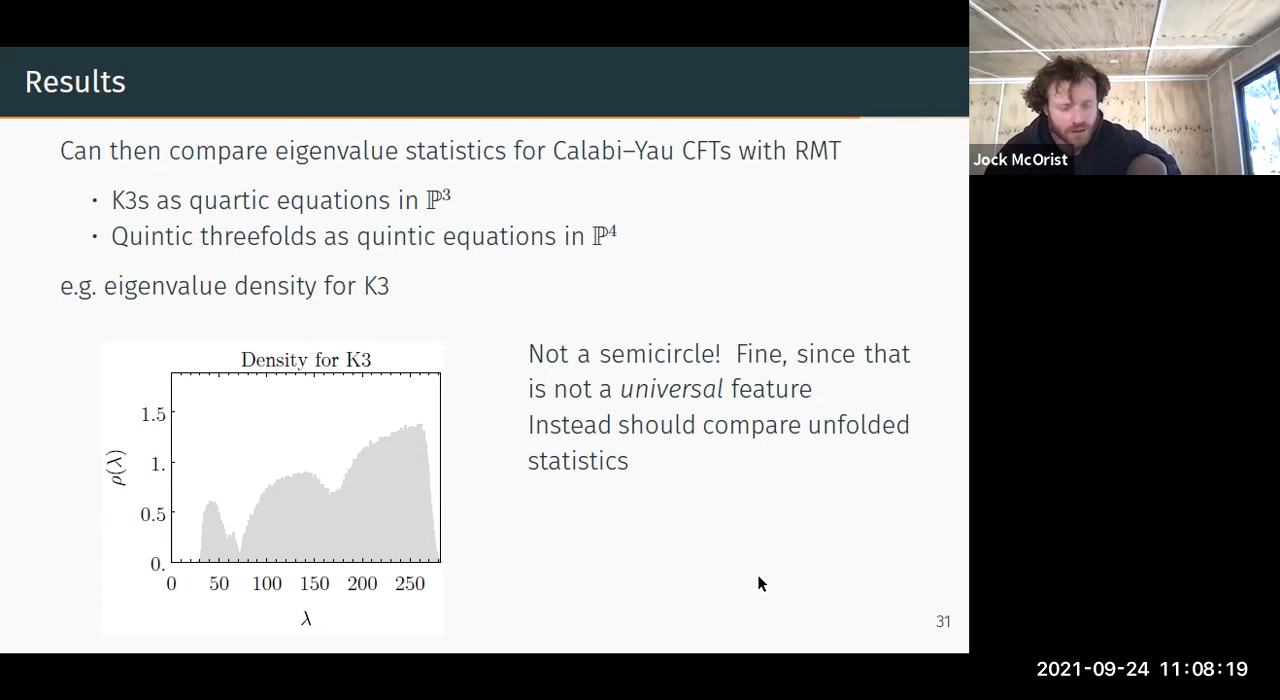 Results
Can then compare eigenvalue statistics for Calabi–Yau CFTs with RMT
• K3s as quartic equations in ℙ³
• Quintic threefolds as quintic equations in ℙ⁴
e.g. eigenvalue density for K3
Density for K3
ρ(λ)
1.5
1.
0.5
0.
0 50 100 150 200 250
λ
Not a semicircle! Fine, since that
is not a universal feature
Instead should compare unfolded
statistics
31
Jock McOrist
2021-09-24 11:08:19